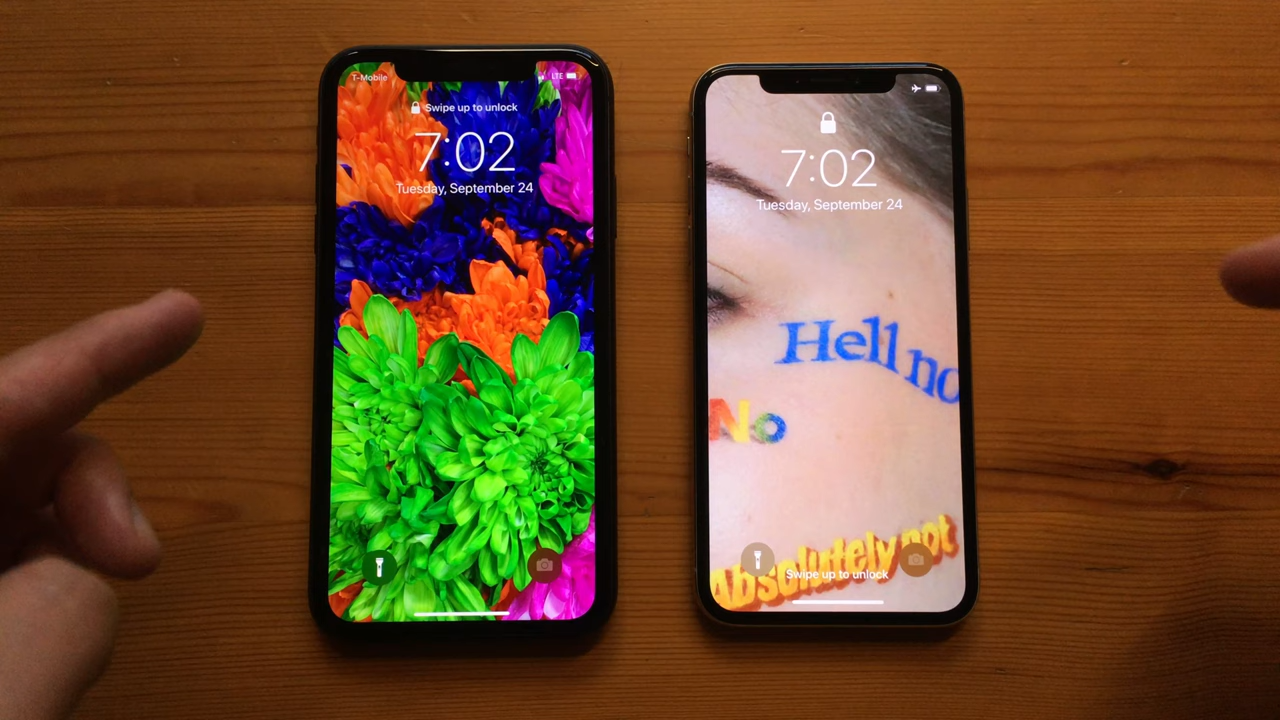 T-Mobile
LTE
Swipe up to unlock
7:02
Tuesday, September 24
7:02
Tuesday, September 24
Hell no
No
Absolutely not
Swipe up to unlock